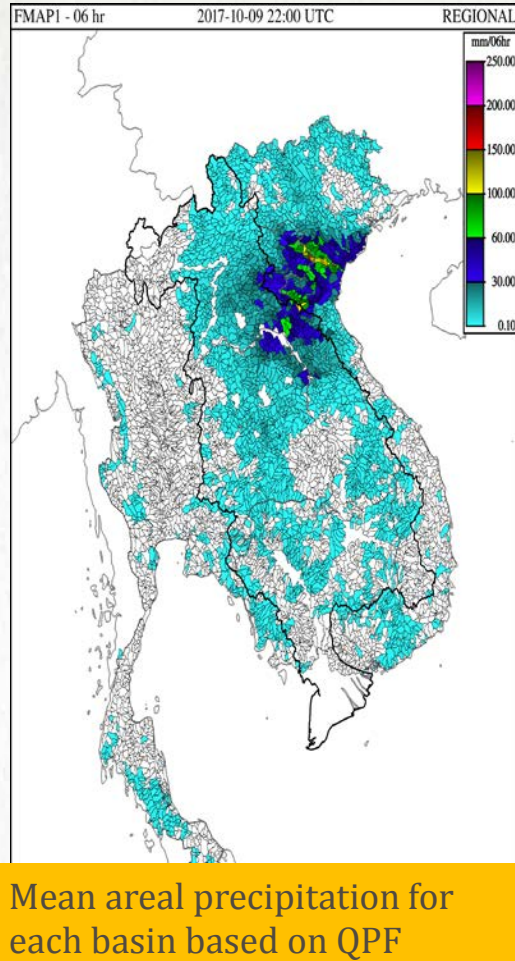 FMAP1 - 06 hr 2017-10-09 22:00 UTC REGIONAL
mm/06hr
250.00
200.00
150.00
100.00
60.00
30.00
0.10
Mean areal precipitation for
each basin based on QPF